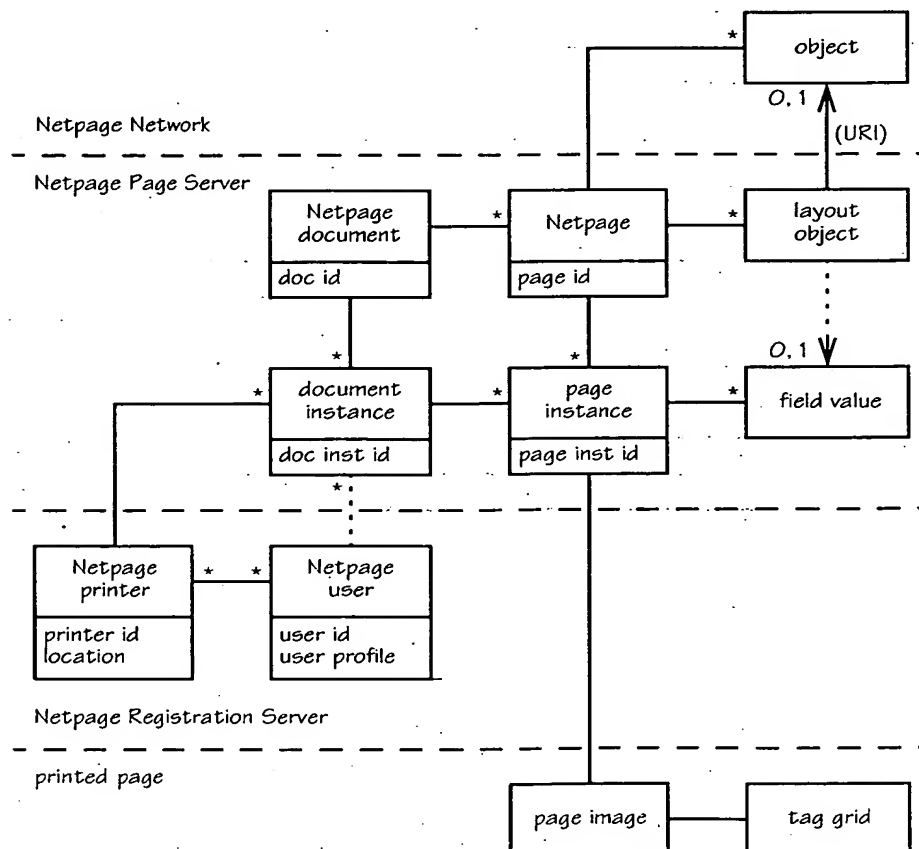 *
object
0, 1
(URI)
Netpage Network
Netpage Page Server
Netpage
document
doc id
*
Netpage
page id
*
layout
object
*
*
0, 1
*
document
instance
doc inst id
*
page
instance
page inst id
*
field value
*
Netpage
printer
printer id
location
*
*
Netpage
user
user id
user profile
Netpage Registration Server
printed page
page image
tag grid